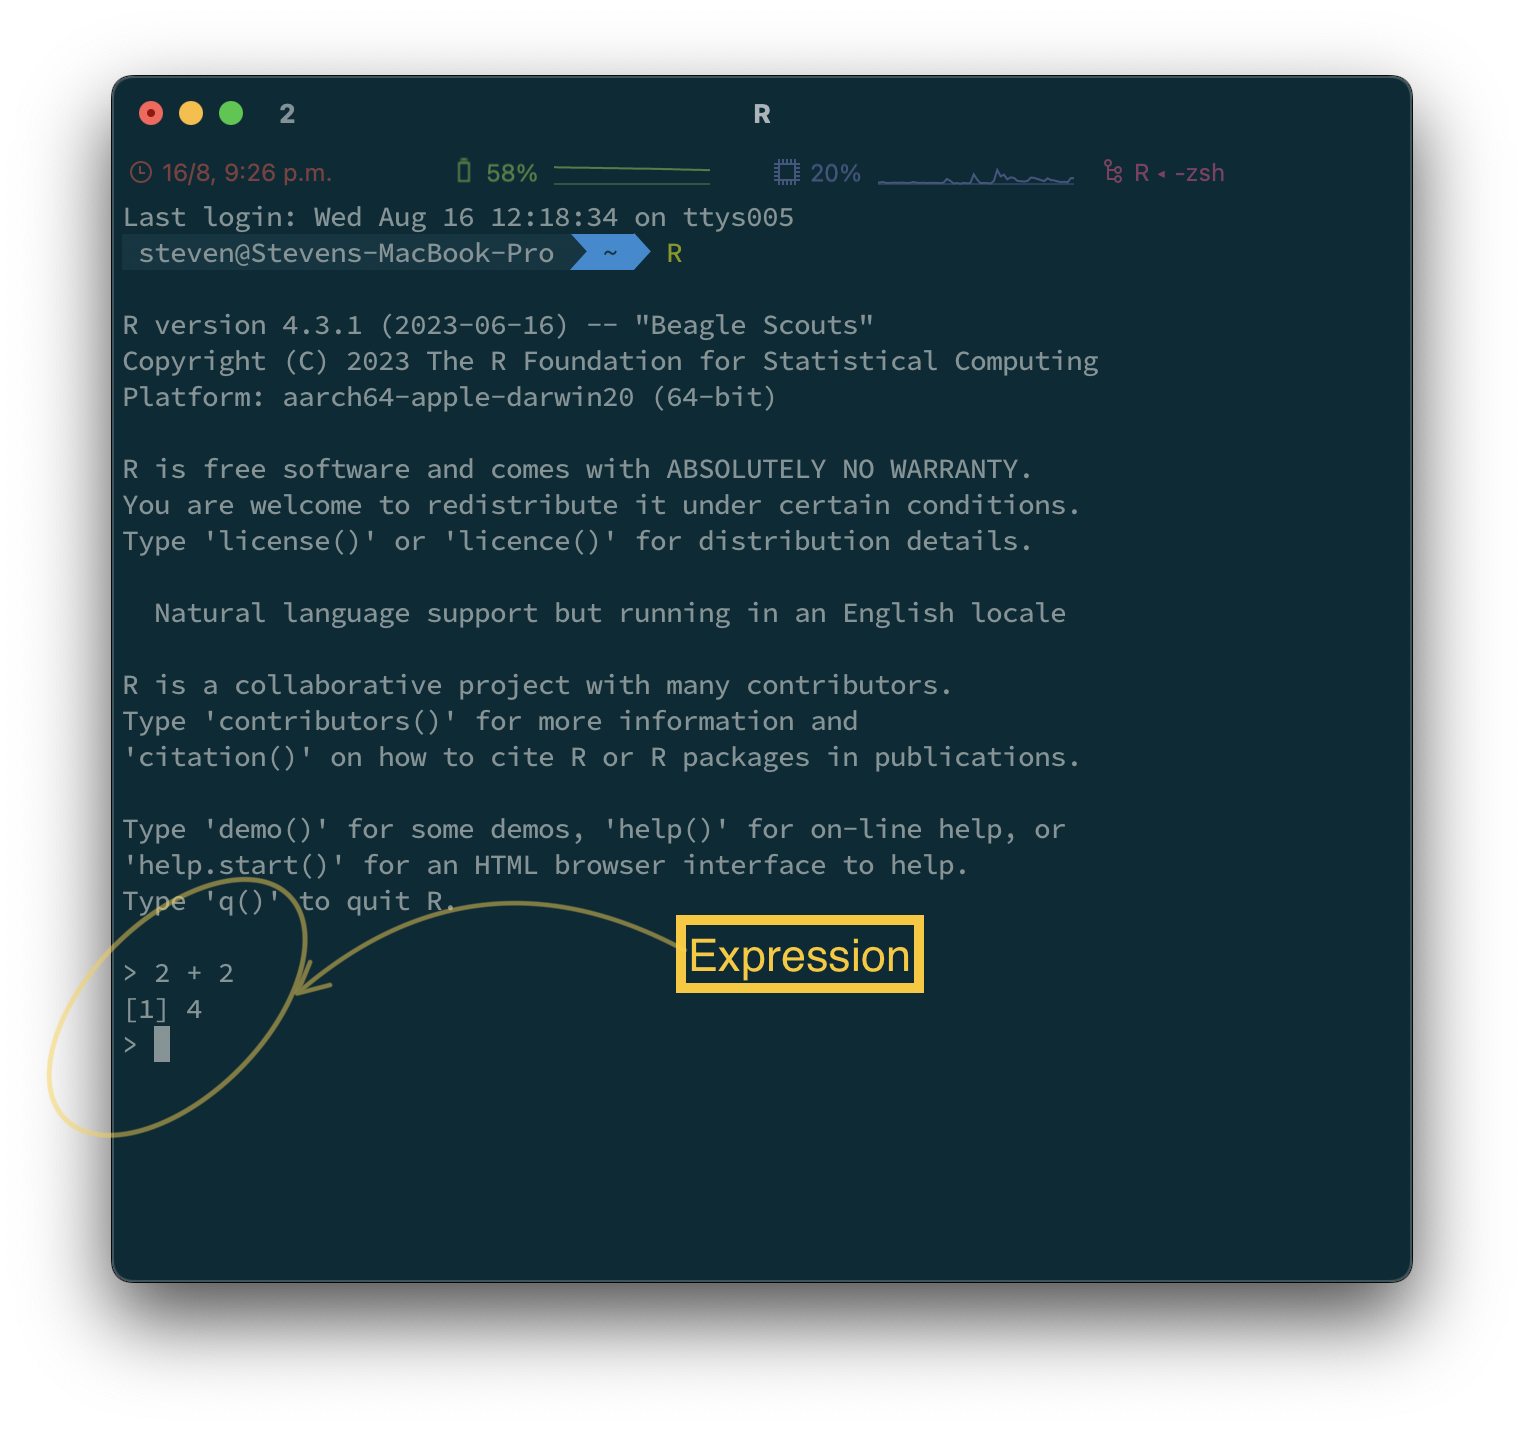 2 R
16/8, 9:26 p.m. 58% 20% R ◂ -zsh
Last login: Wed Aug 16 12:18:34 on ttys005
steven@Stevens-MacBook-Pro ~ R
R version 4.3.1 (2023-06-16) -- "Beagle Scouts"
Copyright (C) 2023 The R Foundation for Statistical Computing
Platform: aarch64-apple-darwin20 (64-bit)
R is free software and comes with ABSOLUTELY NO WARRANTY.
You are welcome to redistribute it under certain conditions.
Type 'license()' or 'licence()' for distribution details.
Natural language support but running in an English locale
R is a collaborative project with many contributors.
Type 'contributors()' for more information and
'citation()' on how to cite R or R packages in publications.
Type 'demo()' for some demos, 'help()' for on-line help, or
'help.start()' for an HTML browser interface to help.
Type 'q()' to quit R.
Expression
> 2 + 2
[1] 4
>